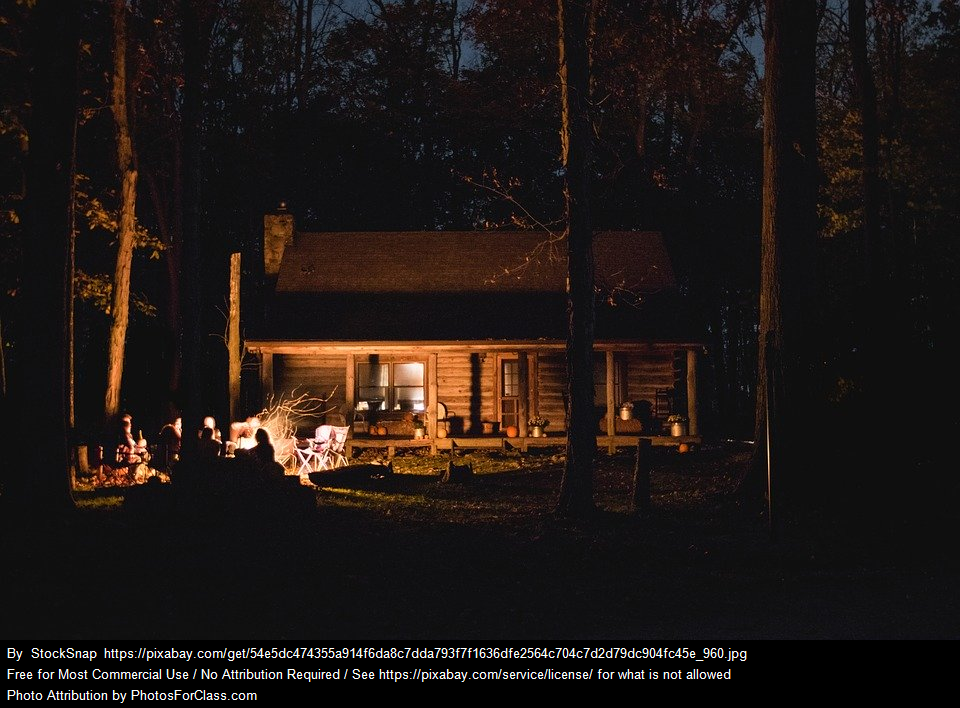 By StockSnap https://pixabay.com/get/54e5dc474355a914f6da8c7dda793f7f1636dfe2564c704c7d2d79dc904fc45e_960.jpg
Free for Most Commercial Use / No Attribution Required / See https://pixabay.com/service/license/ for what is not allowed
Photo Attribution by PhotosForClass.com